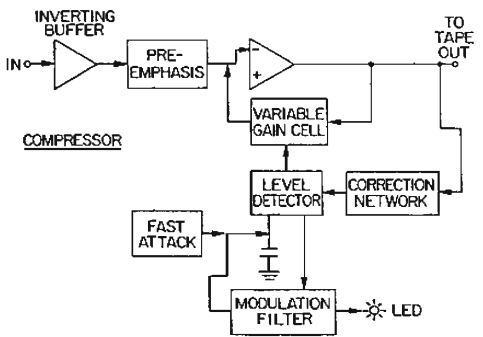 INVERTING
BUFFER
TO
TAPE
OUT
IN
PRE-
EMPHASIS
-
+
VARIABLE
GAIN CELL
COMPRESSOR
LEVEL
DETECTOR
CORRECTION
NETWORK
FAST
ATTACK
MODULATION
FILTER
LED